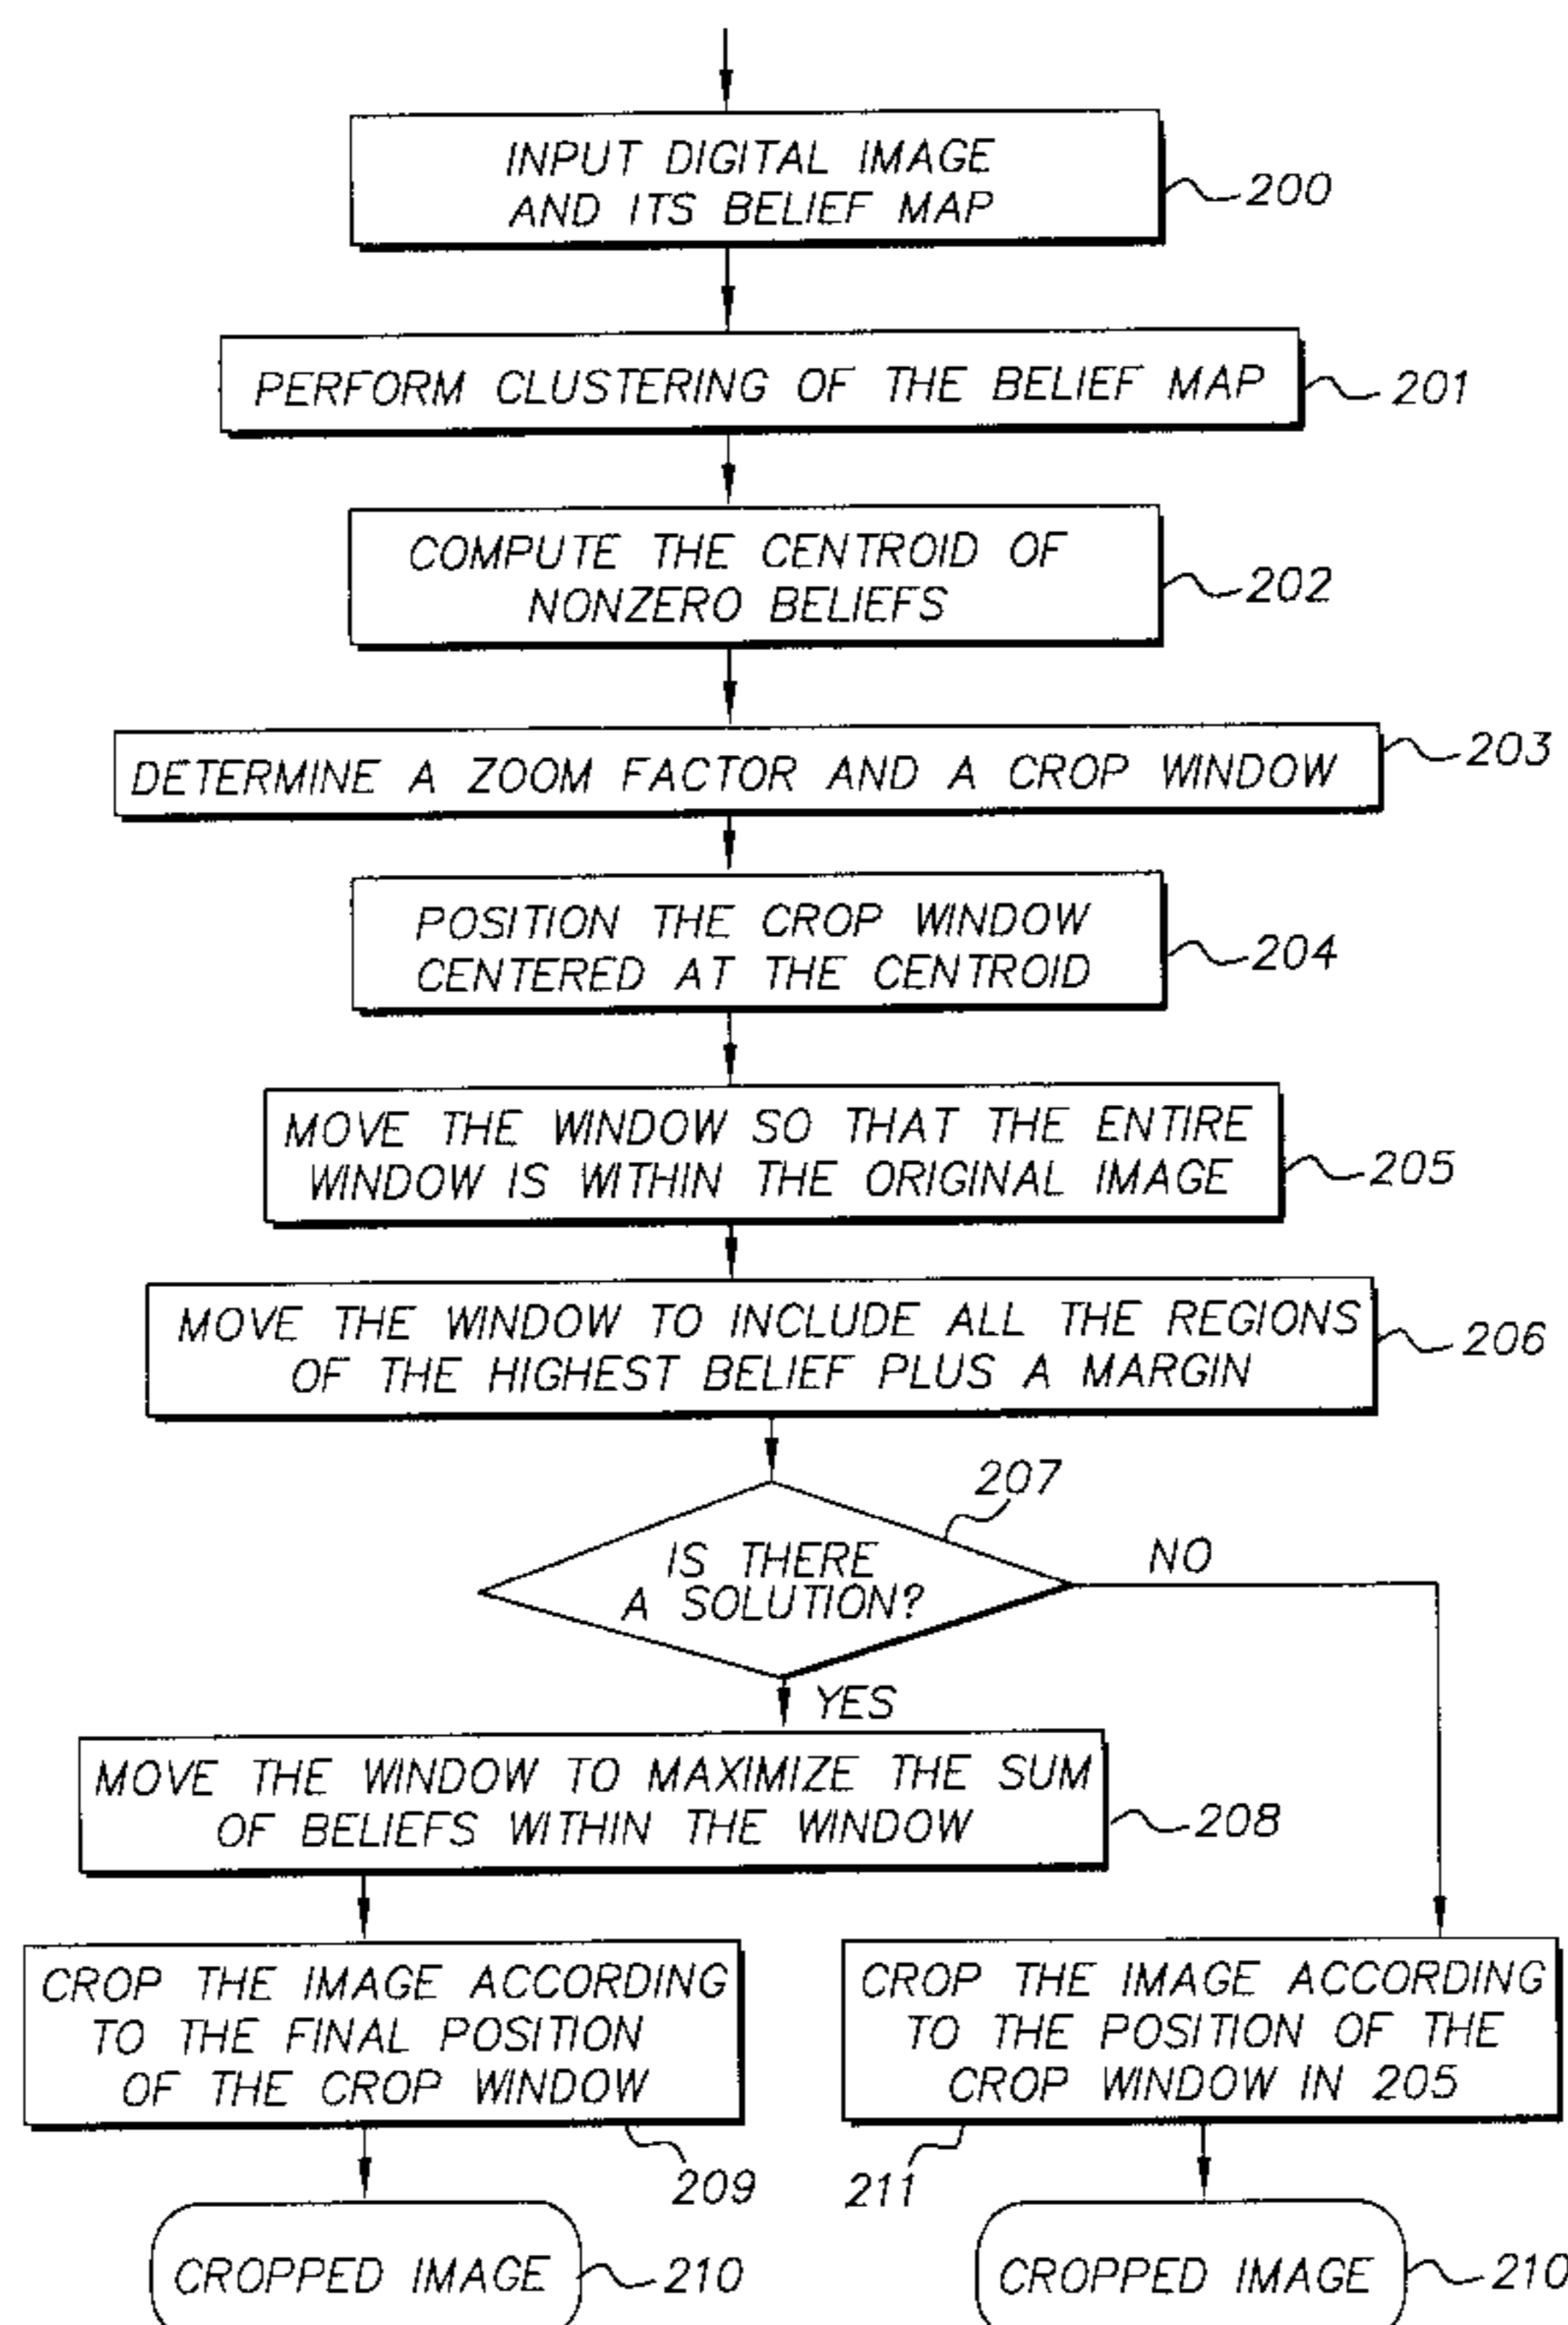 INPUT DIGITAL IMAGE
AND ITS BELIEF MAP
200
PERFORM CLUSTERING OF THE BELIEF MAP
201
COMPUTE THE CENTROID OF
NONZERO BELIEFS
202
DETERMINE A ZOOM FACTOR AND A CROP WINDOW
203
POSITION THE CROP WINDOW
CENTERED AT THE CENTROID
204
MOVE THE WINDOW SO THAT THE ENTIRE
WINDOW IS WITHIN THE ORIGINAL IMAGE
205
MOVE THE WINDOW TO INCLUDE ALL THE REGIONS
OF THE HIGHEST BELIEF PLUS A MARGIN
206
207
IS THERE
A SOLUTION?
NO
YES
MOVE THE WINDOW TO MAXIMIZE THE SUM
OF BELIEFS WITHIN THE WINDOW
208
CROP THE IMAGE ACCORDING
TO THE FINAL POSITION
OF THE CROP WINDOW
209
CROP THE IMAGE ACCORDING
TO THE POSITION OF THE
CROP WINDOW IN 205
211
CROPPED IMAGE
210
CROPPED IMAGE
210